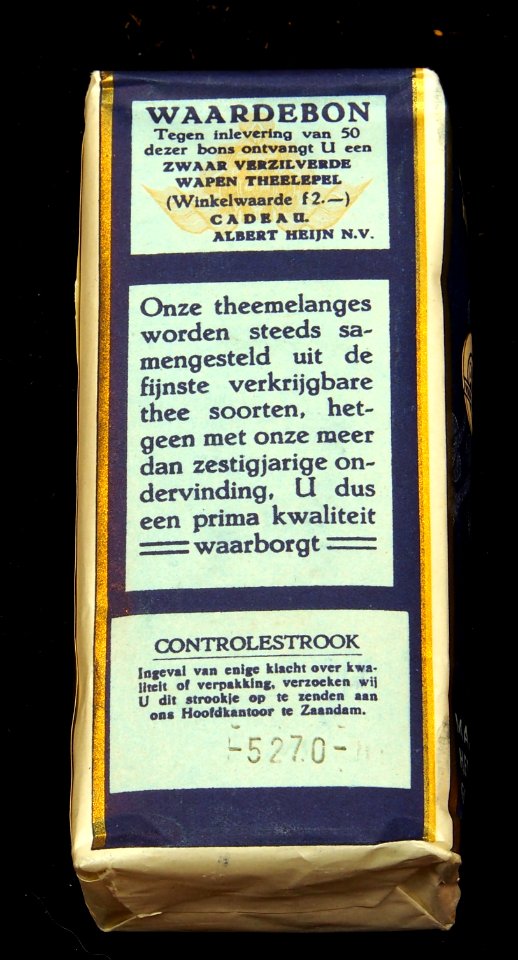 WAARDEBON
Tegen inlevering van 50
dezer bons ontvangt U een
ZWAAR VERZILVERDE
WAPEN THEELEPEL
(Winkelwaarde f 2.—)
CADEAU.
ALBERT HEIJN N.V.
Onze theemelanges
worden steeds sa-
mengesteld uit de
fijnste verkrijgbare
thee soorten, het-
geen met onze meer
dan zestigjarige on-
dervinding, U dus
een prima kwaliteit
waarborgt
CONTROLESTROOK
Ingeval van enige klacht over kwa-
liteit of verpakking, verzoeken wij
U dit strookje op te zenden aan
ons Hoofdkantoor te Zaandam.
-5270-